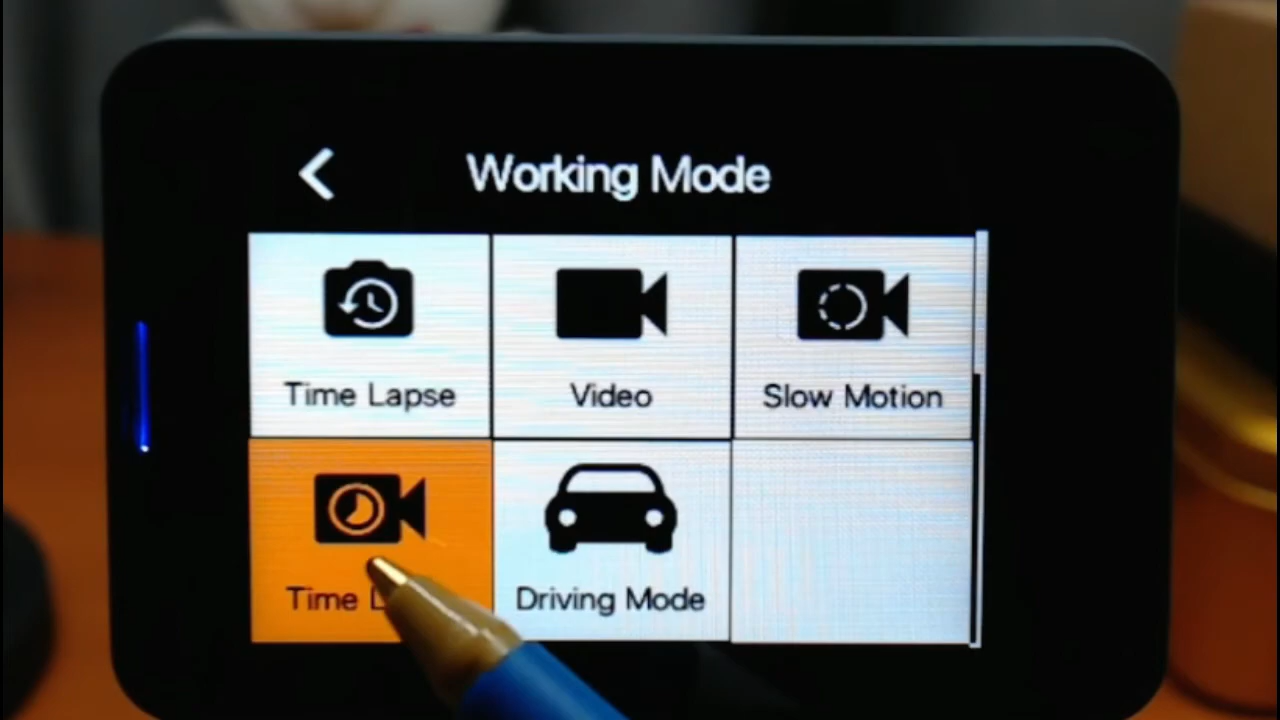 Working Mode
Time Lapse
Video
Slow Motion
Time
Driving Mode